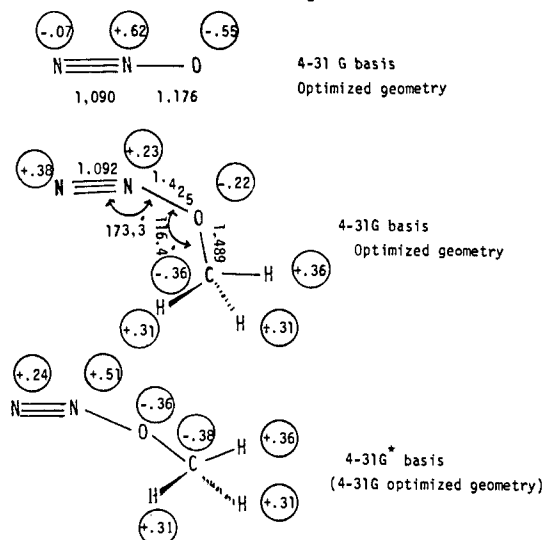 -.07 +.62 -.55
N N O
1,090 1.176
4-31 G basis
Optimized geometry
+.38 1.092 +.23
N N 1.425 -.22
O
173,3° 116.4° 1.489
4-31G basis
Optimized geometry
-.36
C H +.36
H H
+.31 +.31
+.24 +.51
N N -.36
O -.38
C H +.36
H H +.31
+.31
4-31G* basis
(4-31G optimized geometry)